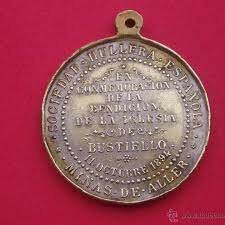 SOCIEDAD HULLERA ESPAÑOLA
EN
CONMEMORACION
DE LA
BENDICION
DE LA IGLESIA
DE
BUSTIELLO
MINAS DE ALLER